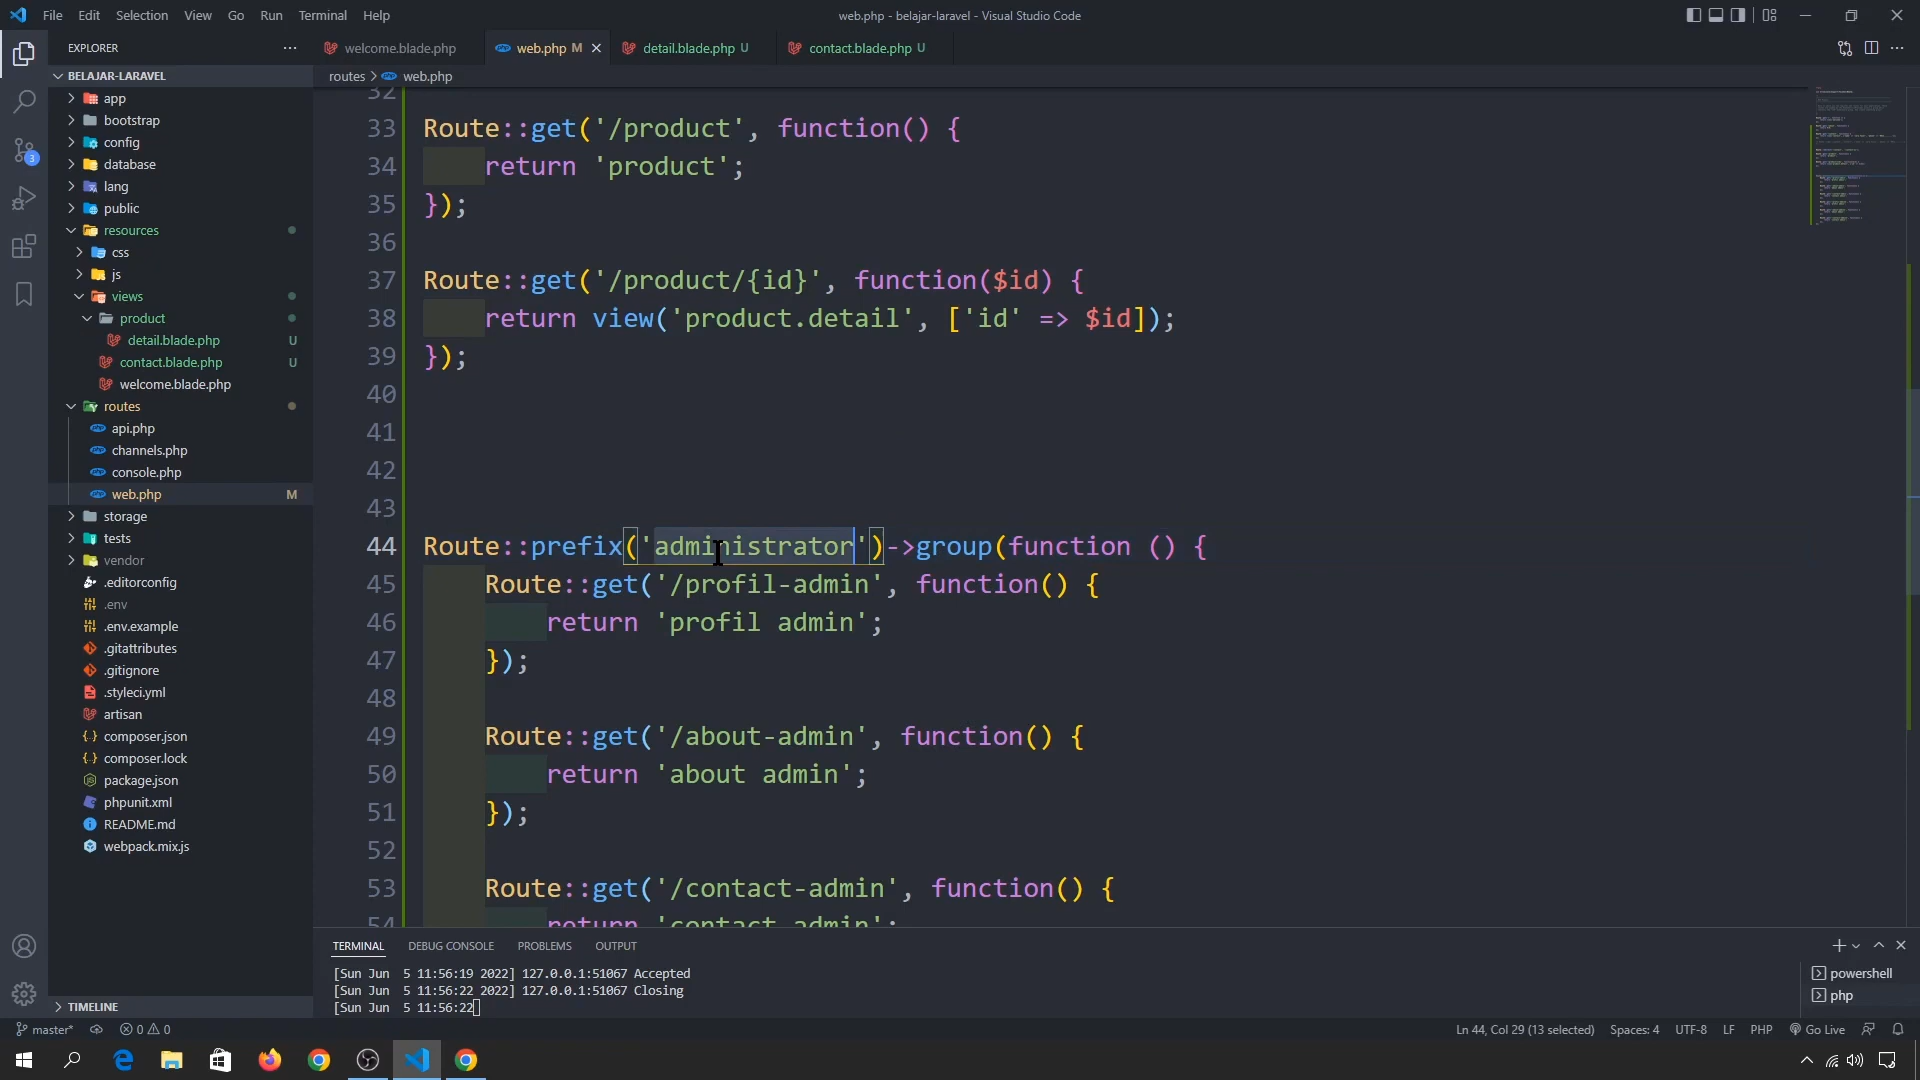 File Edit Selection View Go Run Terminal Help
web.php - belajar-laravel - Visual Studio Code
EXPLORER
welcome.blade.php
web.php M
detail.blade.php U
contact.blade.php U
routes > web.php
BELAJAR-LARAVEL
app
bootstrap
config
database
lang
public
resources
css
js
views
product
detail.blade.php U
contact.blade.php U
welcome.blade.php
routes
api.php
channels.php
console.php
web.php M
storage
tests
vendor
.editorconfig
.env
.env.example
.gitattributes
.gitignore
.styleci.yml
artisan
composer.json
composer.lock
package.json
phpunit.xml
README.md
webpack.mix.js
TIMELINE
3
32
33 Route::get('/product', function() {
34 return 'product';
35 });
36
37 Route::get('/product/{id}', function($id) {
38 return view('product.detail', ['id' => $id]);
39 });
40
41
42
43
44 Route::prefix('administrator')->group(function () {
45 Route::get('/profil-admin', function() {
46 return 'profil admin';
47 });
48
49 Route::get('/about-admin', function() {
50 return 'about admin';
51 });
52
53 Route::get('/contact-admin', function() {
54 return 'contact admin';
TERMINAL DEBUG CONSOLE PROBLEMS OUTPUT
[Sun Jun  5 11:56:19 2022] 127.0.0.1:51067 Accepted
[Sun Jun  5 11:56:22 2022] 127.0.0.1:51067 Closing
[Sun Jun  5 11:56:22
powershell
php
master* 0 0
Ln 44, Col 29 (13 selected) Spaces: 4 UTF-8 LF PHP Go Live